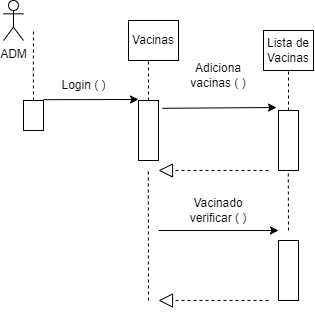 ADM
Vacinas
Lista de
Vacinas
Login ( )
Adiciona
vacinas ( )
Vacinado
verificar ( )